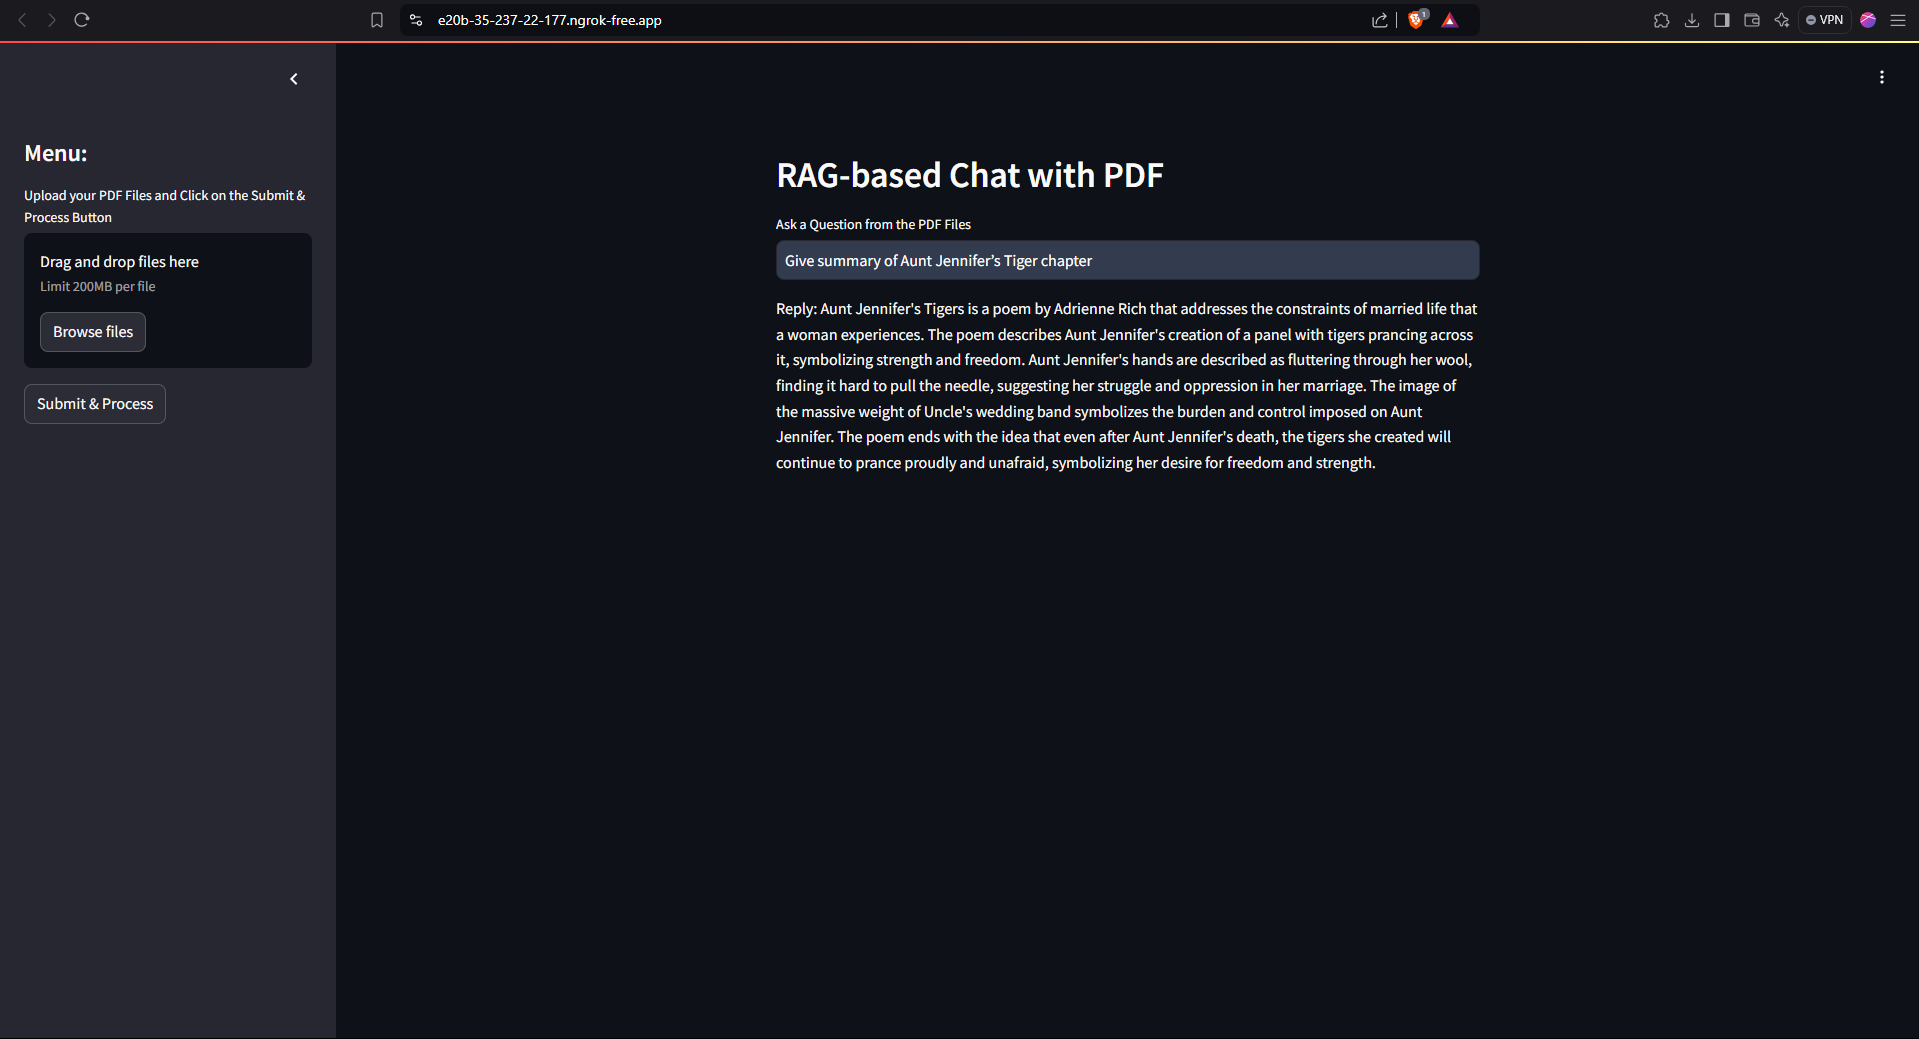 e20b-35-237-22-177.ngrok-free.app
1
VPN
Menu:
Upload your PDF Files and Click on the Submit &
Process Button
Drag and drop files here
Limit 200MB per file
Browse files
Submit & Process
RAG-based Chat with PDF
Ask a Question from the PDF Files
Give summary of Aunt Jennifer’s Tiger chapter
Reply: Aunt Jennifer's Tigers is a poem by Adrienne Rich that addresses the constraints of married life that
a woman experiences. The poem describes Aunt Jennifer's creation of a panel with tigers prancing across
it, symbolizing strength and freedom. Aunt Jennifer's hands are described as fluttering through her wool,
finding it hard to pull the needle, suggesting her struggle and oppression in her marriage. The image of
the massive weight of Uncle's wedding band symbolizes the burden and control imposed on Aunt
Jennifer. The poem ends with the idea that even after Aunt Jennifer's death, the tigers she created will
continue to prance proudly and unafraid, symbolizing her desire for freedom and strength.